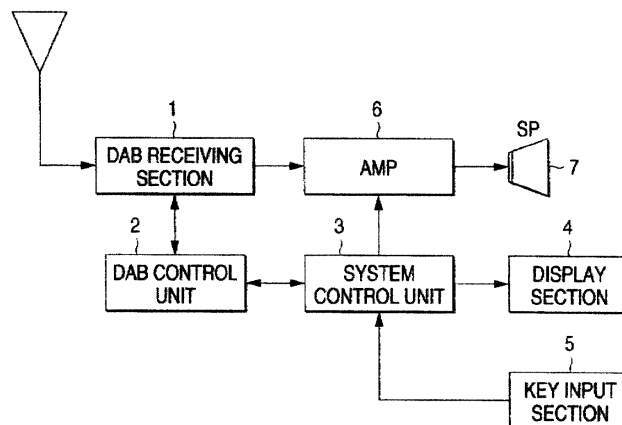 1
DAB RECEIVING
SECTION
6
AMP
SP
7
2
DAB CONTROL
UNIT
3
SYSTEM
CONTROL UNIT
4
DISPLAY
SECTION
5
KEY INPUT
SECTION